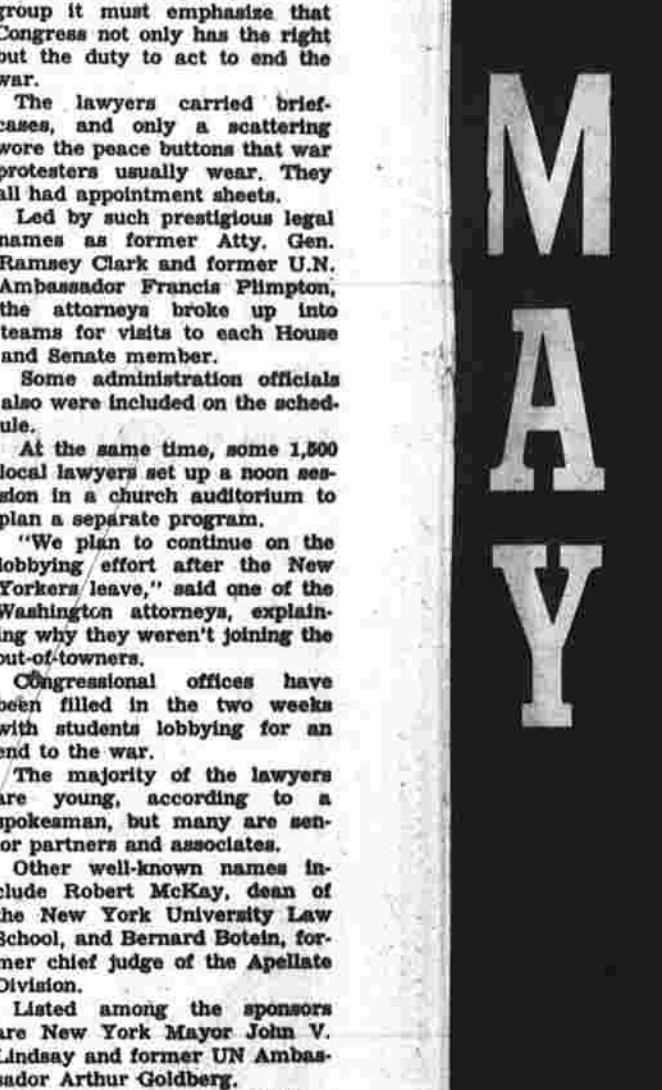 group it must emphasize that
Congress not only has the right
but the duty to act to end the
war.
The lawyers carried brief-
cases, and only a scattering
wore the peace buttons that war
protesters usually wear. They
all had appointment sheets.
Led by such prestigious legal
names as former Atty. Gen.
Ramsey Clark and former U.N.
Ambassador Francis Plimpton,
the attorneys broke up into
teams for visits to each House
and Senate member.
Some administration officials
also were included on the sched-
ule.
At the same time, some 1,500
local lawyers set up a noon ses-
sion in a church auditorium to
plan a separate program.
"We plan to continue on the
lobbying effort after the New
Yorkers leave," said one of the
Washington attorneys, explain-
ing why they weren't joining the
out-of-towners.
Congressional offices have
been filled in the two weeks
with students lobbying for an
end to the war.
The majority of the lawyers
are young, according to a
spokesman, but many are sen-
ior partners and associates.
Other well-known names in-
clude Robert McKay, dean of
the New York University Law
School, and Bernard Botein, for-
mer chief judge of the Apellate
Division.
Listed among the sponsors
are New York Mayor John V.
Lindsay and former UN Ambas-
sador Arthur Goldberg.
M
A
Y